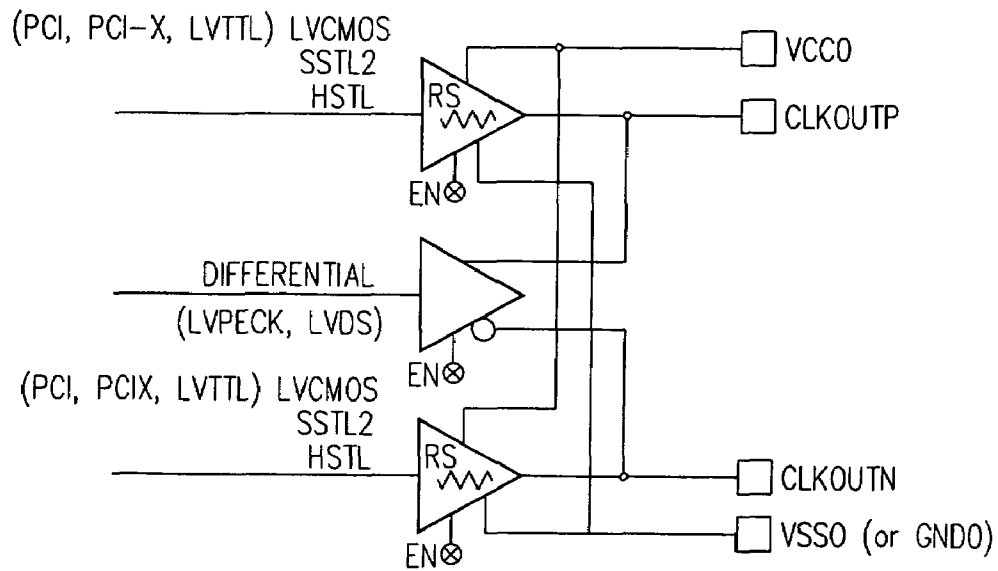 (PCI, PCI-X, LVTTL) LVCMOS
SSTL2
HSTL
RS
EN
VCCO
CLKOUTP
DIFFERENTIAL
(LVPECK, LVDS)
EN
(PCI, PCIX, LVTTL) LVCMOS
SSTL2
HSTL
RS
EN
CLKOUTN
VSSO (or GNDO)